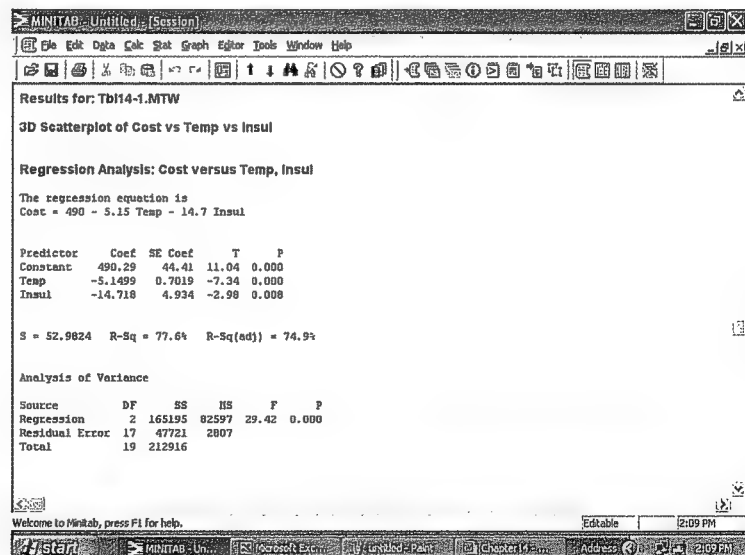 MINITAB - Untitled - [Session]
File Edit Data Calc Stat Graph Editor Tools Window Help
Results for: Tbl14-1.MTW
3D Scatterplot of Cost vs Temp vs Insul
Regression Analysis: Cost versus Temp, Insul
The regression equation is
Cost = 490 - 5.15 Temp - 14.7 Insul
Predictor Coef SE Coef T P
Constant 490.29 44.41 11.04 0.000
Temp -5.1499 0.7019 -7.34 0.000
Insul -14.718 4.934 -2.98 0.008
S = 52.9824 R-Sq = 77.6% R-Sq(adj) = 74.9%
Analysis of Variance
Source DF SS MS F P
Regression 2 165195 82597 29.42 0.000
Residual Error 17 47721 2807
Total 19 212916
Welcome to Minitab, press F1 for help. Editable 2:09 PM
start MINITAB - Un... Microsoft Exc... untitled - Paint Chapter14... Address 2:09 PM